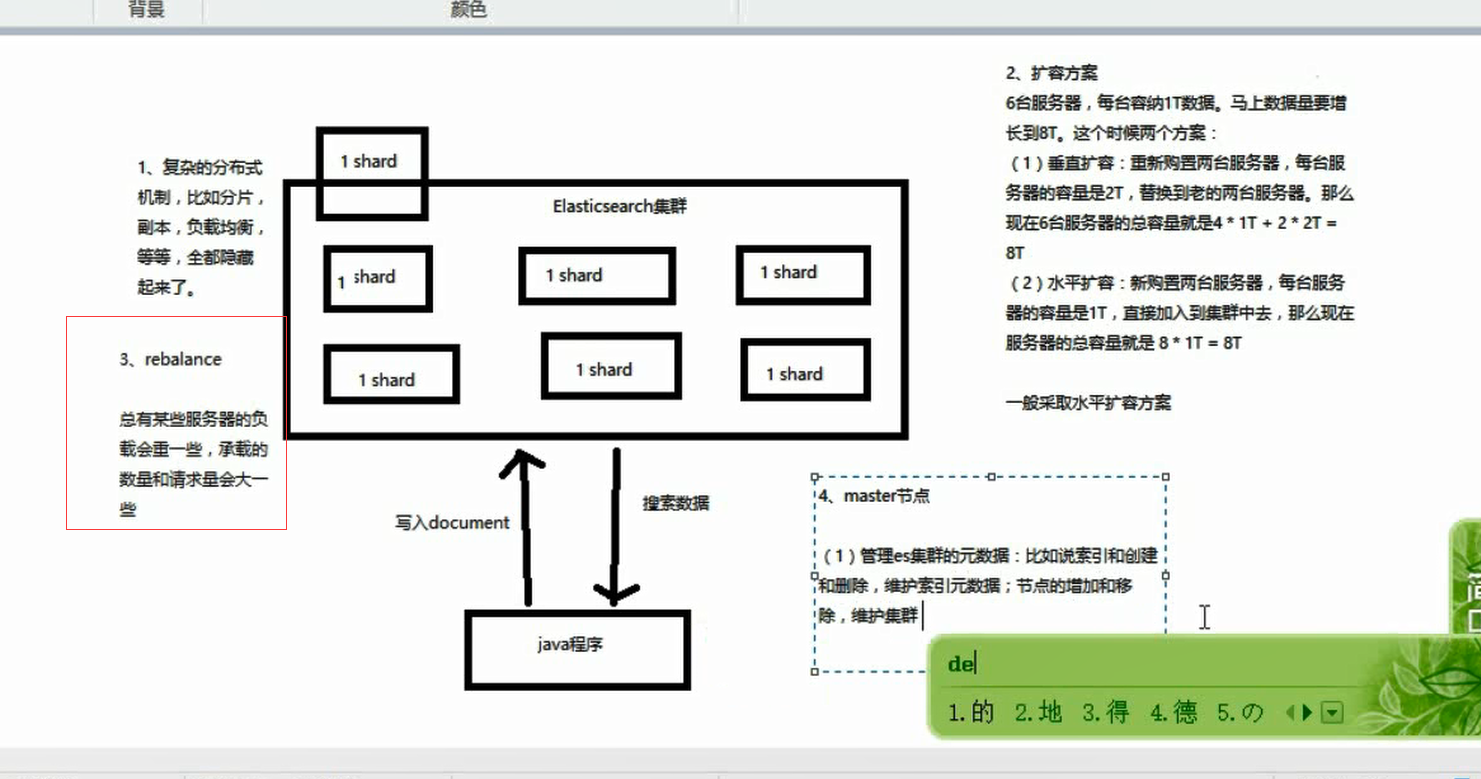 背景
颜色
1、复杂的分布式
机制，比如分片，
副本，负载均衡，
等等，全都隐藏
起来了。
3、rebalance
总有某些服务器的负
载会重一些，承载的
数量和请求量会大一
些
1 shard
Elasticsearch集群
1 shard
1 shard
1 shard
1 shard
1 shard
1 shard
写入document
搜索数据
java程序
2、扩容方案
6台服务器，每台容纳1T数据。马上数据量要增
长到8T。这个时候两个方案：
（1）垂直扩容：重新购置两台服务器，每台服
务器的容量是2T，替换到老的两台服务器。那么
现在6台服务器的总容量就是4 * 1T + 2 * 2T =
8T
（2）水平扩容：新购置两台服务器，每台服务
器的容量是1T，直接加入到集群中去，那么现在
服务器的总容量就是 8 * 1T = 8T
一般采取水平扩容方案
4、master节点
（1）管理es集群的元数据：比如说索引和创建
和删除，维护索引元数据；节点的增加和移
除，维护集群
de
1.的 2.地 3.得 4.德 5.の